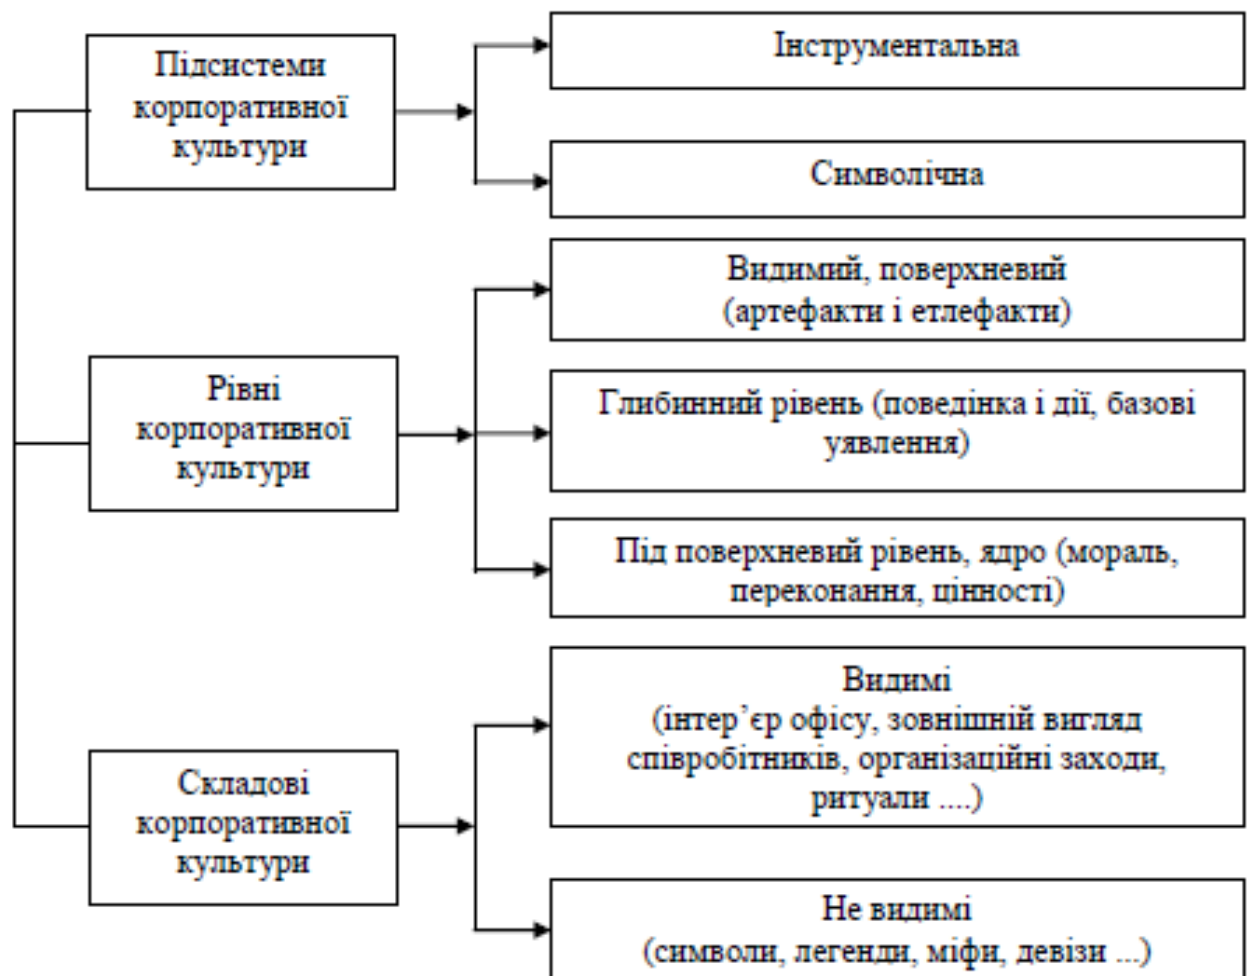 Підсистеми
корпоративної
культури
Інструментальна
Символічна
Рівні
корпоративної
культури
Видимий, поверхневий
(артефакти і етлефакти)
Глибинний рівень (поведінка і дії, базові
уявлення)
Під поверхневий рівень, ядро (мораль,
переконання, цінності)
Складові
корпоративної
культури
Видимі
(інтер’єр офісу, зовнішній вигляд
співробітників, організаційні заходи,
ритуали ....)
Не видимі
(символи, легенди, міфи, девізи ...)